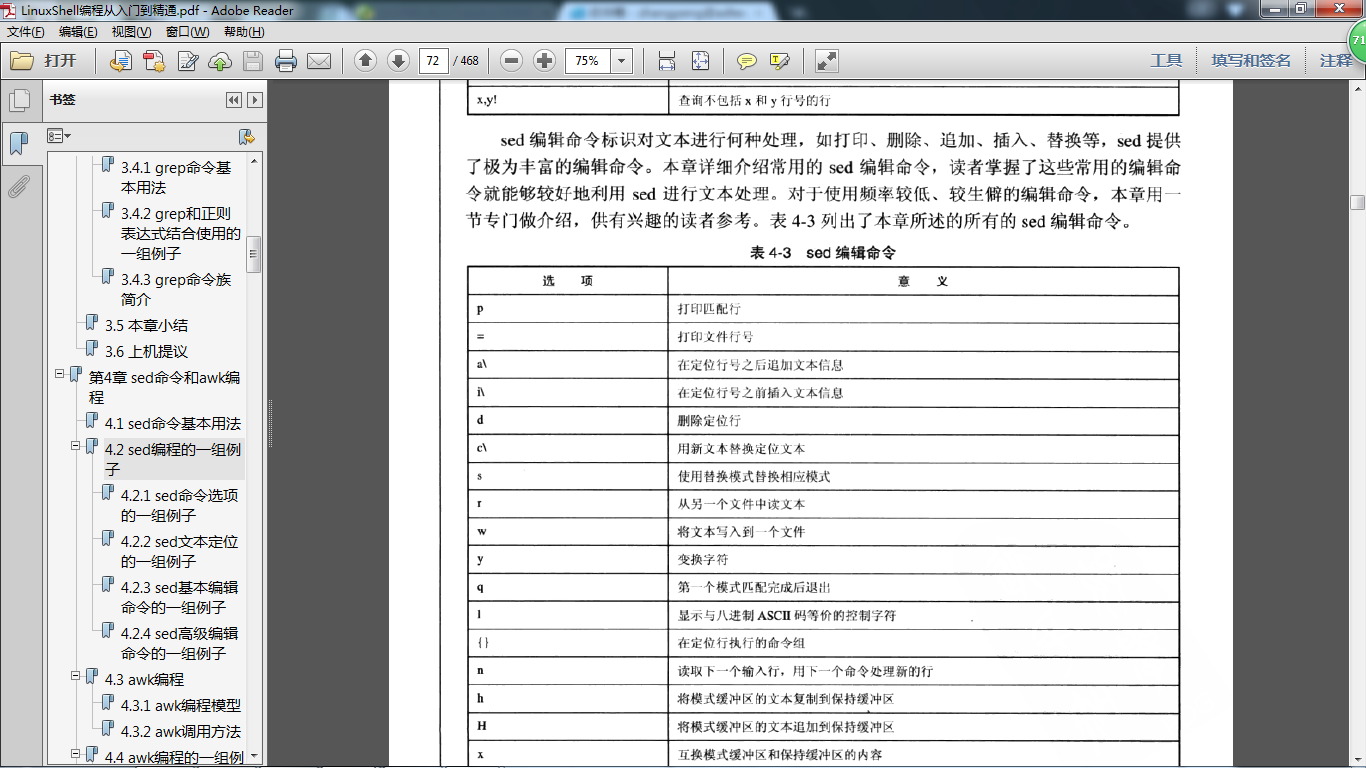 LinuxShell编程从入门到精通.pdf - Adobe Reader
文件(F) 编辑(E) 视图(V) 窗口(W) 帮助(H)
71
打开 72 / 468 75% 工具 填写和签名 注释
书签
3.4.1 grep命令基
本用法
3.4.2 grep和正则
表达式结合使用的
一组例子
3.4.3 grep命令族
简介
3.5 本章小结
3.6 上机提议
第4章 sed命令和awk编
程
4.1 sed命令基本用法
4.2 sed编程的一组例
子
4.2.1 sed命令选项
的一组例子
4.2.2 sed文本定位
的一组例子
4.2.3 sed基本编辑
命令的一组例子
4.2.4 sed高级编辑
命令的一组例子
4.3 awk编程
4.3.1 awk编程模型
4.3.2 awk调用方法
4.4 awk编程的一组例
x,y! 查询不包括 x 和 y 行号的行
sed 编辑命令标识对文本进行何种处理，如打印、删除、追加、插入、替换等，sed 提供
了极为丰富的编辑命令。本章详细介绍常用的 sed 编辑命令，读者掌握了这些常用的编辑命
令就能够较好地利用 sed 进行文本处理。对于使用频率较低、较生僻的编辑命令，本章用一
节专门做介绍，供有兴趣的读者参考。表 4-3 列出了本章所述的所有的 sed 编辑命令。
表 4-3 sed 编辑命令
选 项 意 义
p 打印匹配行
= 打印文件行号
a\ 在定位行号之后追加文本信息
i\ 在定位行号之前插入文本信息
d 删除定位行
c\ 用新文本替换定位文本
s 使用替换模式替换相应模式
r 从另一个文件中读文本
w 将文本写入到一个文件
y 变换字符
q 第一个模式匹配完成后退出
l 显示与八进制 ASCII 码等价的控制字符
{} 在定位行执行的命令组
n 读取下一个输入行，用下一个命令处理新的行
h 将模式缓冲区的文本复制到保持缓冲区
H 将模式缓冲区的文本追加到保持缓冲区
x 互换模式缓冲区和保持缓冲区的内容